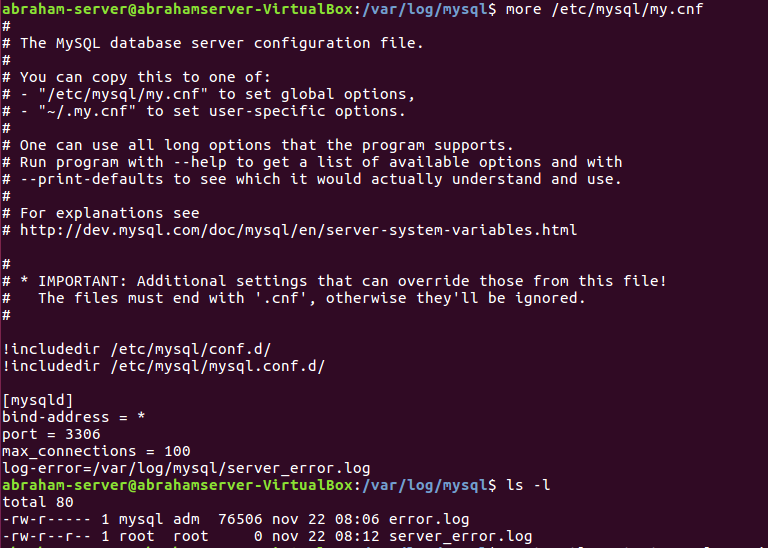 abraham-server@abrahamserver-VirtualBox:/var/log/mysql$ more /etc/mysql/my.cnf
#
# The MySQL database server configuration file.
#
# You can copy this to one of:
# - "/etc/mysql/my.cnf" to set global options,
# - "~/.my.cnf" to set user-specific options.
#
# One can use all long options that the program supports.
# Run program with --help to get a list of available options and with
# --print-defaults to see which it would actually understand and use.
#
# For explanations see
# http://dev.mysql.com/doc/mysql/en/server-system-variables.html

#
# * IMPORTANT: Additional settings that can override those from this file!
#   The files must end with '.cnf', otherwise they'll be ignored.
#

!includedir /etc/mysql/conf.d/
!includedir /etc/mysql/mysql.conf.d/

[mysqld]
bind-address = *
port = 3306
max_connections = 100
log-error=/var/log/mysql/server_error.log
abraham-server@abrahamserver-VirtualBox:/var/log/mysql$ ls -l
total 80
-rw-r----- 1 mysql adm  76506 nov 22 08:06 error.log
-rw-r--r-- 1 root  root     0 nov 22 08:12 server_error.log